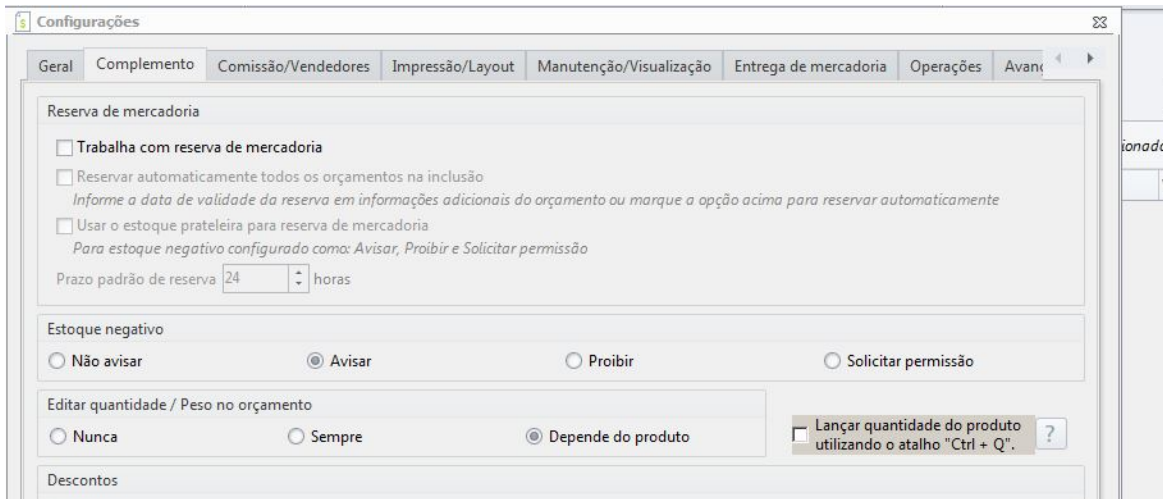 Configurações
Geral Complemento Comissão/Vendedores Impressão/Layout Manutenção/Visualização Entrega de mercadoria Operações
Reserva de mercadoria
Trabalha com reserva de mercadoria
Reservar automaticamente todos os orçamentos na inclusão
Informe a data de validade da reserva em informações adicionais do orçamento ou marque a opção acima para reservar automaticamente
Usar o estoque prateleira para reserva de mercadoria
Para estoque negativo configurado como: Avisar, Proibir e Solicitar permissão
Prazo padrão de reserva 24 horas
Estoque negativo
Não avisar Avisar Proibir Solicitar permissão
Editar quantidade / Peso no orçamento
Nunca Sempre Depende do produto
Lançar quantidade do produto
utilizando o atalho "Ctrl + Q". ?
Descontos